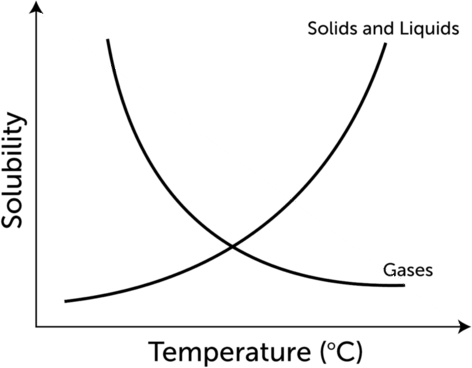 Solids and Liquids
Solubility
Gases
Temperature (°C)